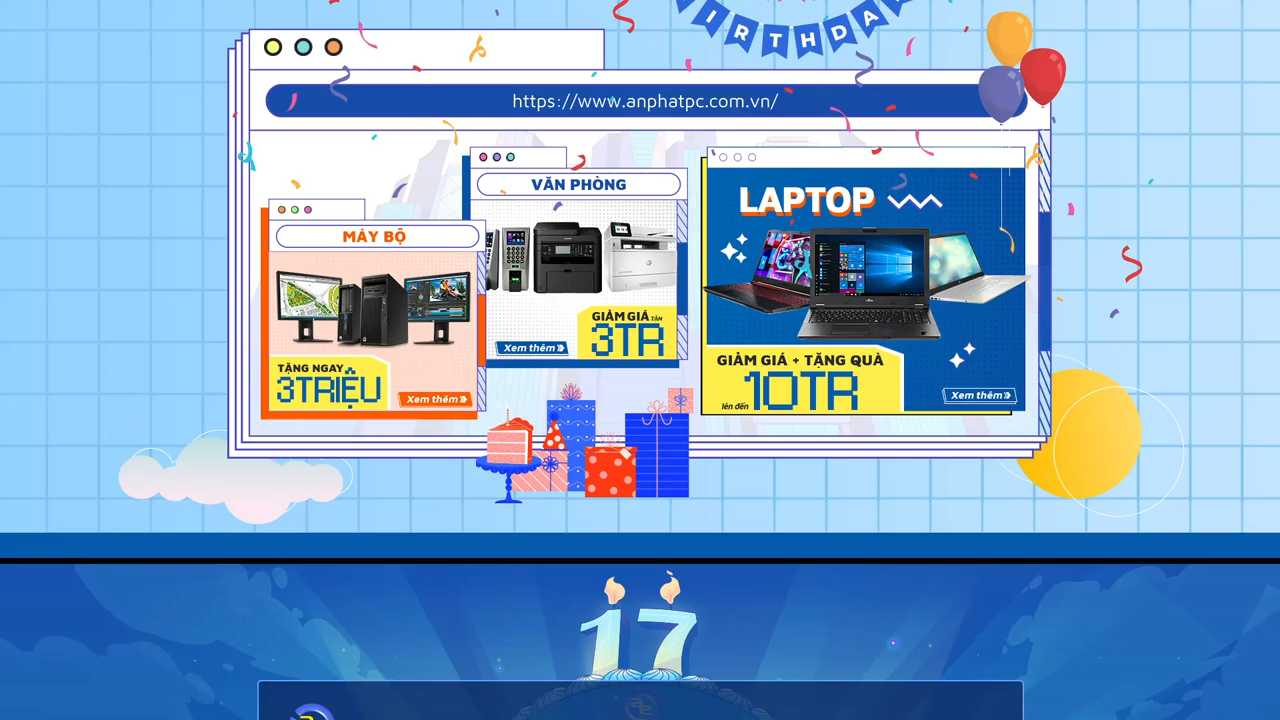 IRTHDA
https://www.anphatpc.com.vn/
MÁY BỘ
TẶNG NGAY
3TRIỆU
Xem thêm
VĂN PHÒNG
GIẢM GIÁ TẬN
3TR
Xem thêm
LAPTOP
GIẢM GIÁ + TẶNG QUÀ
lên đến 10TR
Xem thêm
17